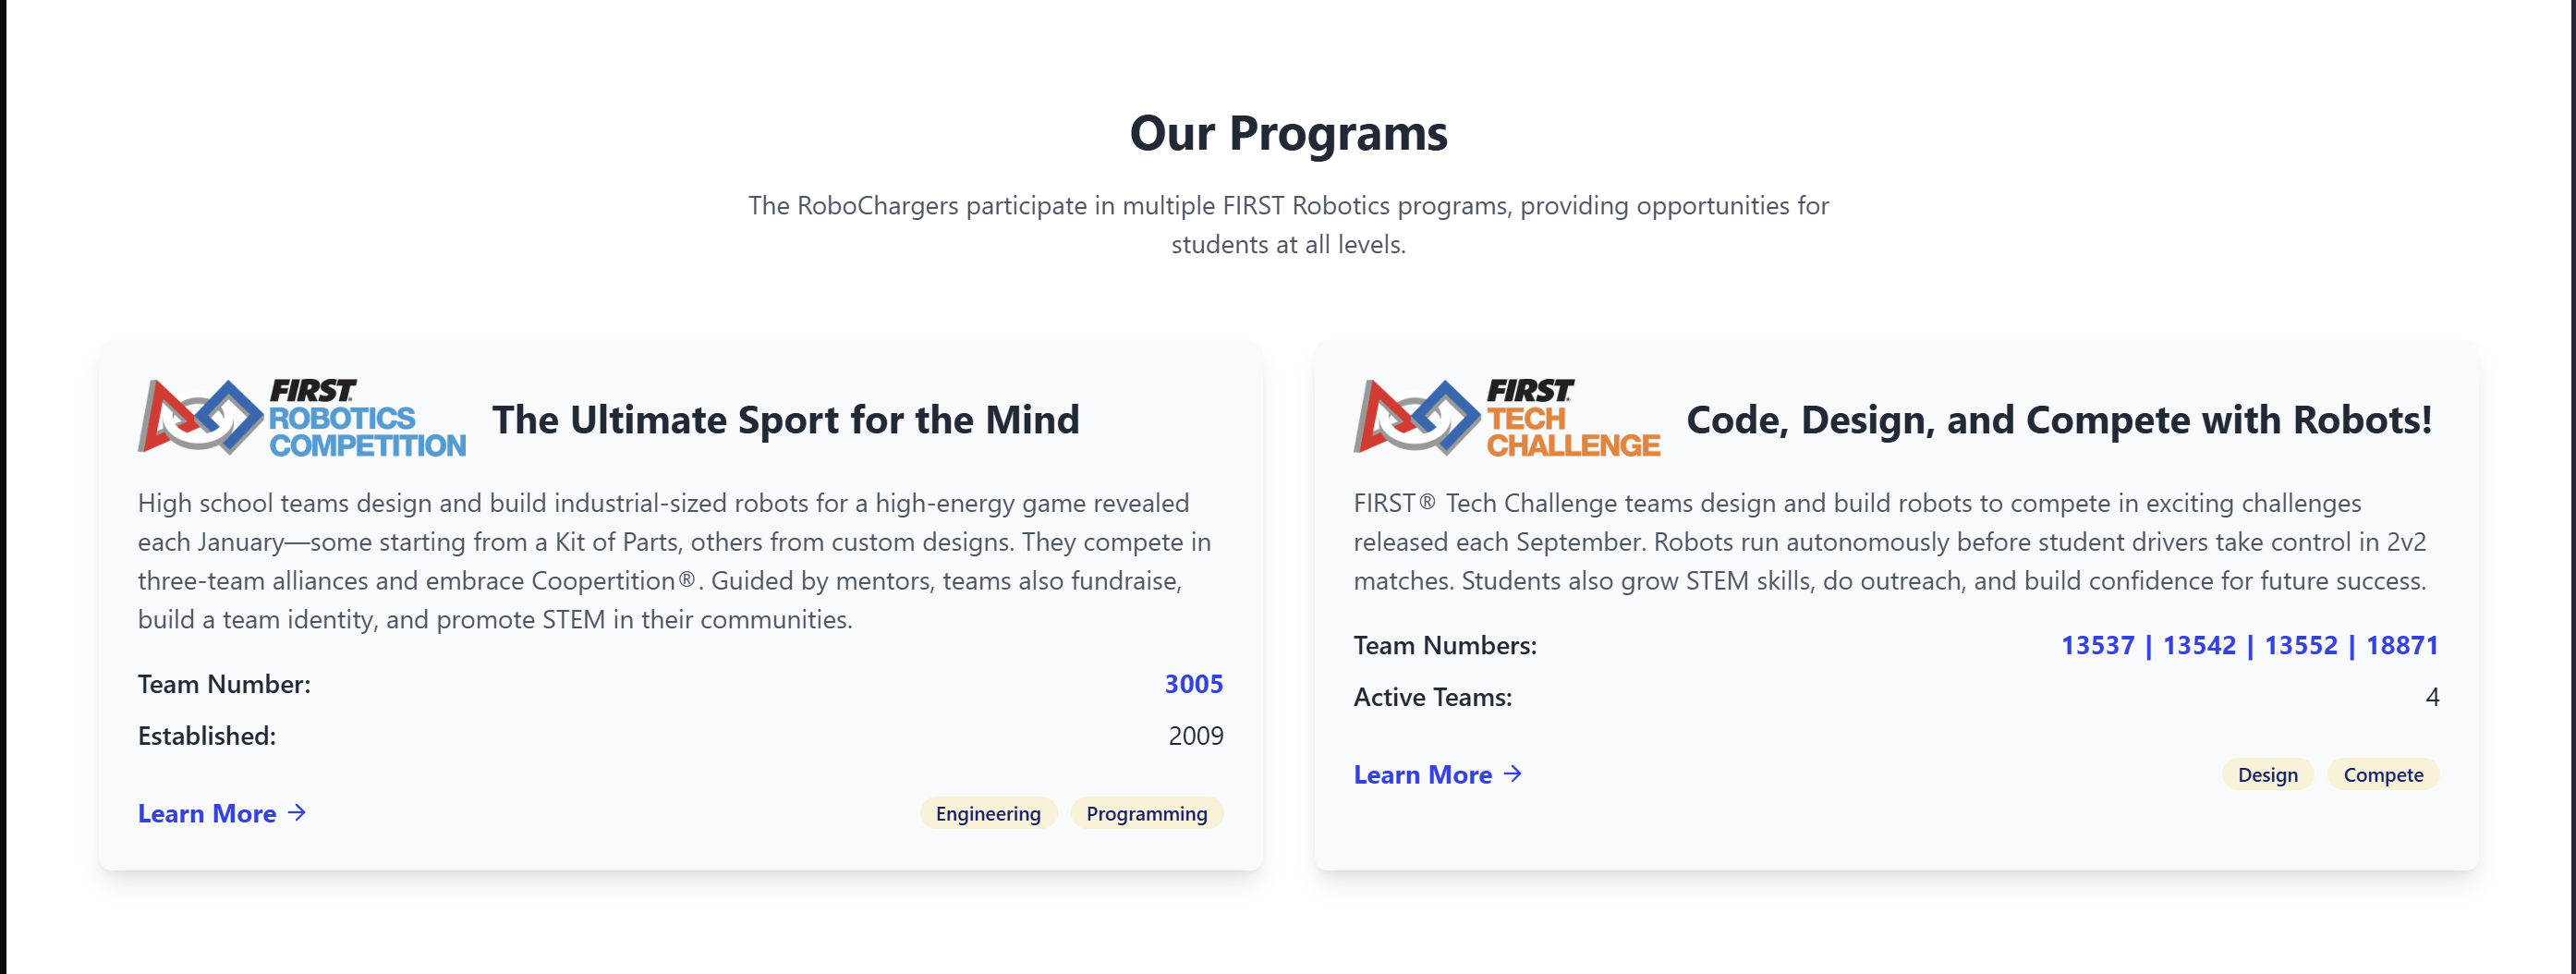 Our Programs
The RoboChargers participate in multiple FIRST Robotics programs, providing opportunities for
students at all levels.
FIRST
ROBOTICS
COMPETITION
The Ultimate Sport for the Mind
High school teams design and build industrial-sized robots for a high-energy game revealed
each January—some starting from a Kit of Parts, others from custom designs. They compete in
three-team alliances and embrace Coopertition®. Guided by mentors, teams also fundraise,
build a team identity, and promote STEM in their communities.
Team Number: 3005
Established: 2009
Learn More →
Engineering Programming
FIRST
TECH
CHALLENGE
Code, Design, and Compete with Robots!
FIRST® Tech Challenge teams design and build robots to compete in exciting challenges
released each September. Robots run autonomously before student drivers take control in 2v2
matches. Students also grow STEM skills, do outreach, and build confidence for future success.
Team Numbers: 13537 | 13542 | 13552 | 18871
Active Teams: 4
Learn More →
Design Compete